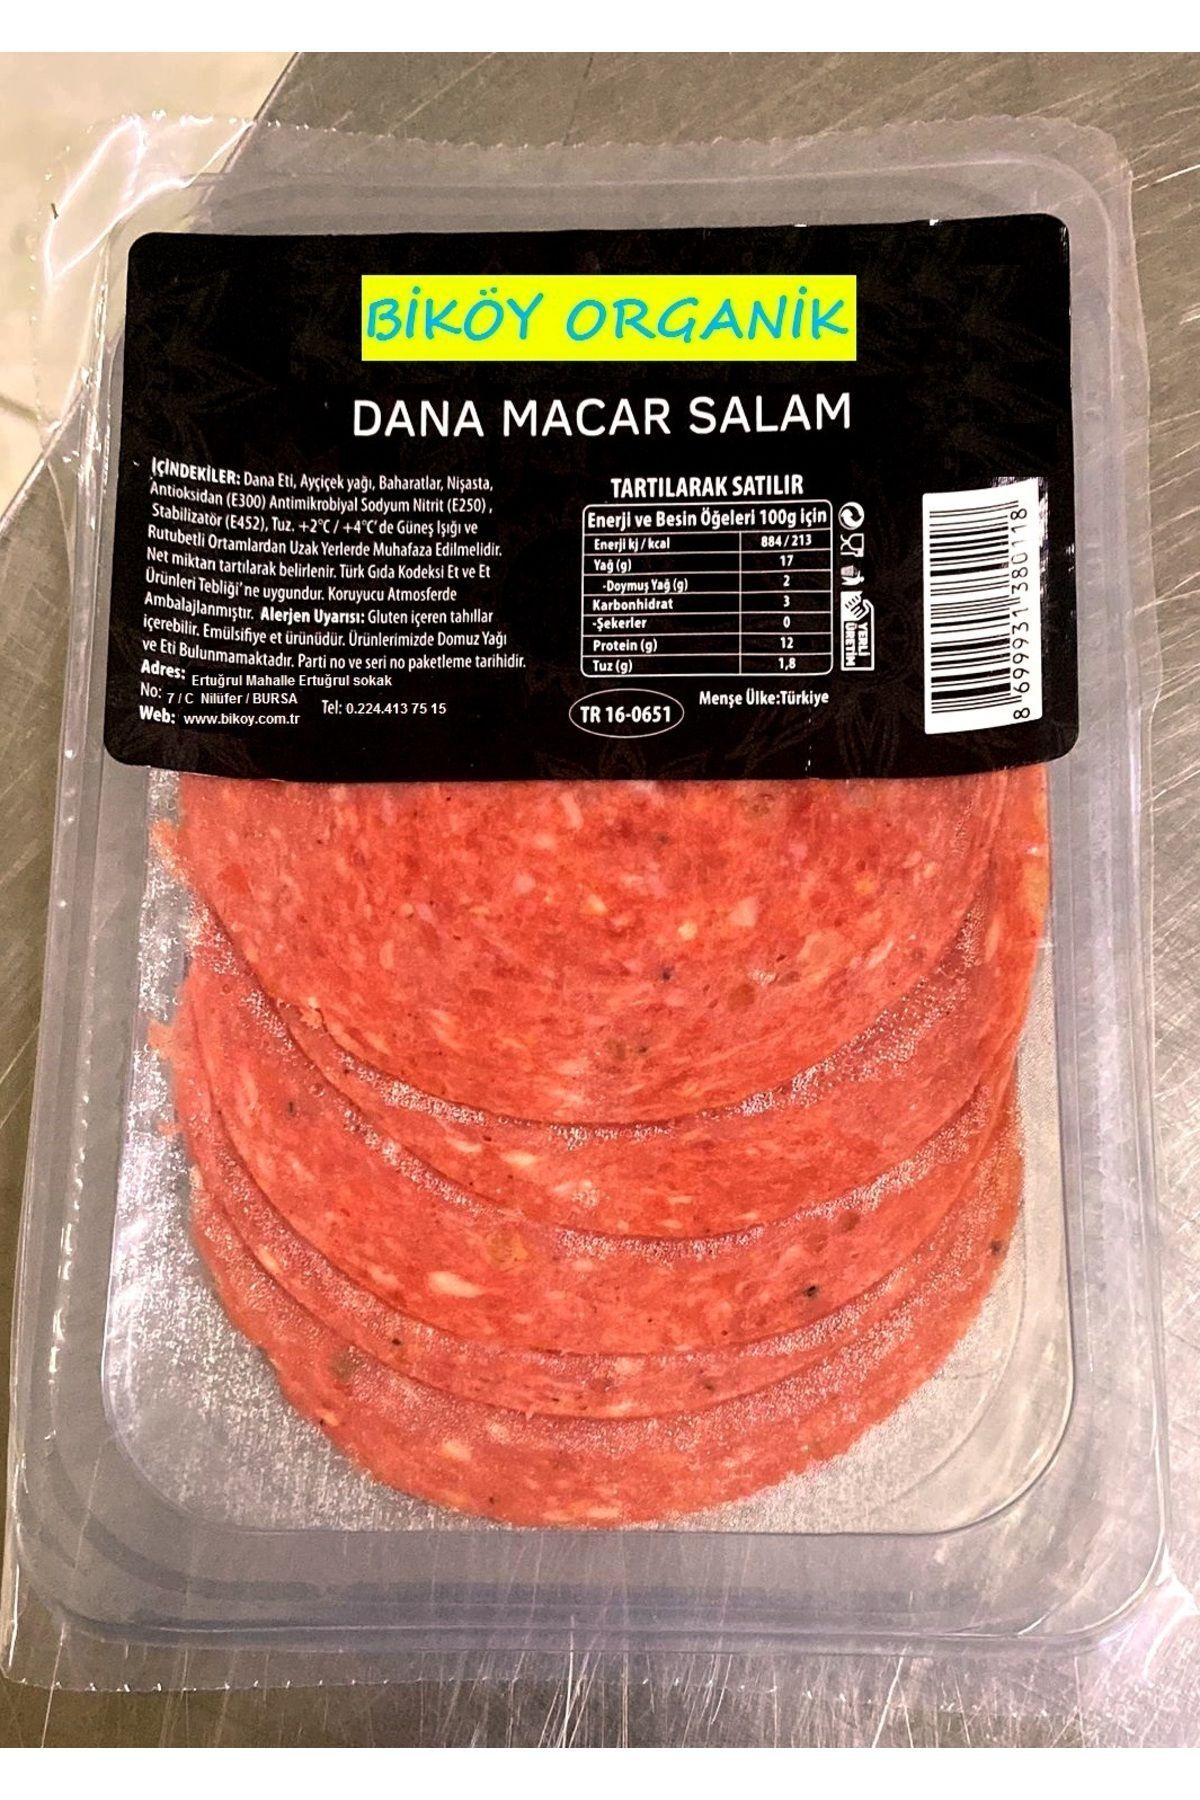 BİKÖY ORGANİK
DANA MACAR SALAM
İÇİNDEKİLER: Dana Eti, Ayçiçek yağı, Baharatlar, Nişasta,
Antioksidan (E300) Antimikrobiyal Sodyum Nitrit (E250) ,
Stabilizatör (E452), Tuz. +2°C / +4°C'de Güneş Işığı ve
Rutubetli Ortamlardan Uzak Yerlerde Muhafaza Edilmelidir.
Net miktarı tartılarak belirlenir. Türk Gıda Kodeksi Et ve Et
Ürünleri Tebliği'ne uygundur. Koruyucu Atmosferde
Ambalajlanmıştır. Alerjen Uyarısı: Gluten içeren tahıllar
içerebilir. Emülsifiye et ürünüdür. Ürünlerimizde Domuz Yağı
ve Eti Bulunmamaktadır. Parti no ve seri no paketleme tarihidir.
Adres: Ertuğrul Mahalle Ertuğrul sokak
No: 7 / C Nilüfer / BURSA Tel: 0.224.413 75 15
Web: www.bikoy.com.tr
TARTILARAK SATILIR
Enerji ve Besin Öğeleri 100g için
Enerji kj / kcal 884 / 213
Yağ (g) 17
-Doymuş Yağ (g) 2
Karbonhidrat 3
-Şekerler 0
Protein (g) 12
Tuz (g) 1,8
TR 16-0651
Menşe Ülke:Türkiye
YERLİ
ÜRETİM
8 699931 380118